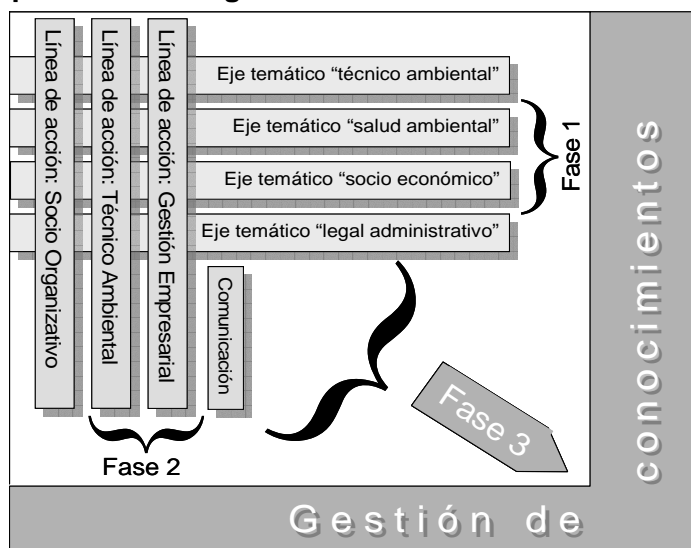 Línea de acción: Socio Organizativo
Línea de acción: Técnico Ambiental
Línea de acción: Gestión Empresarial
Eje temático “técnico ambiental”
Eje temático “salud ambiental”
Eje temático “socio económico”
Eje temático “legal administrativo”
Fase 1
Comunicación
Fase 2
Fase 3
Gestión de
conocimientos